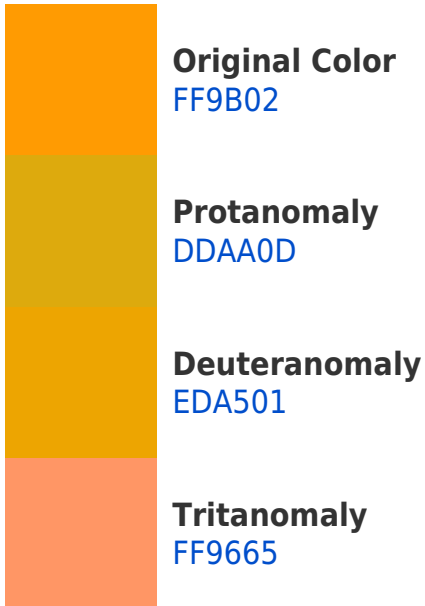 Original Color
FF9B02
Protanomaly
DDAA0D
Deuteranomaly
EDA501
Tritanomaly
FF9665